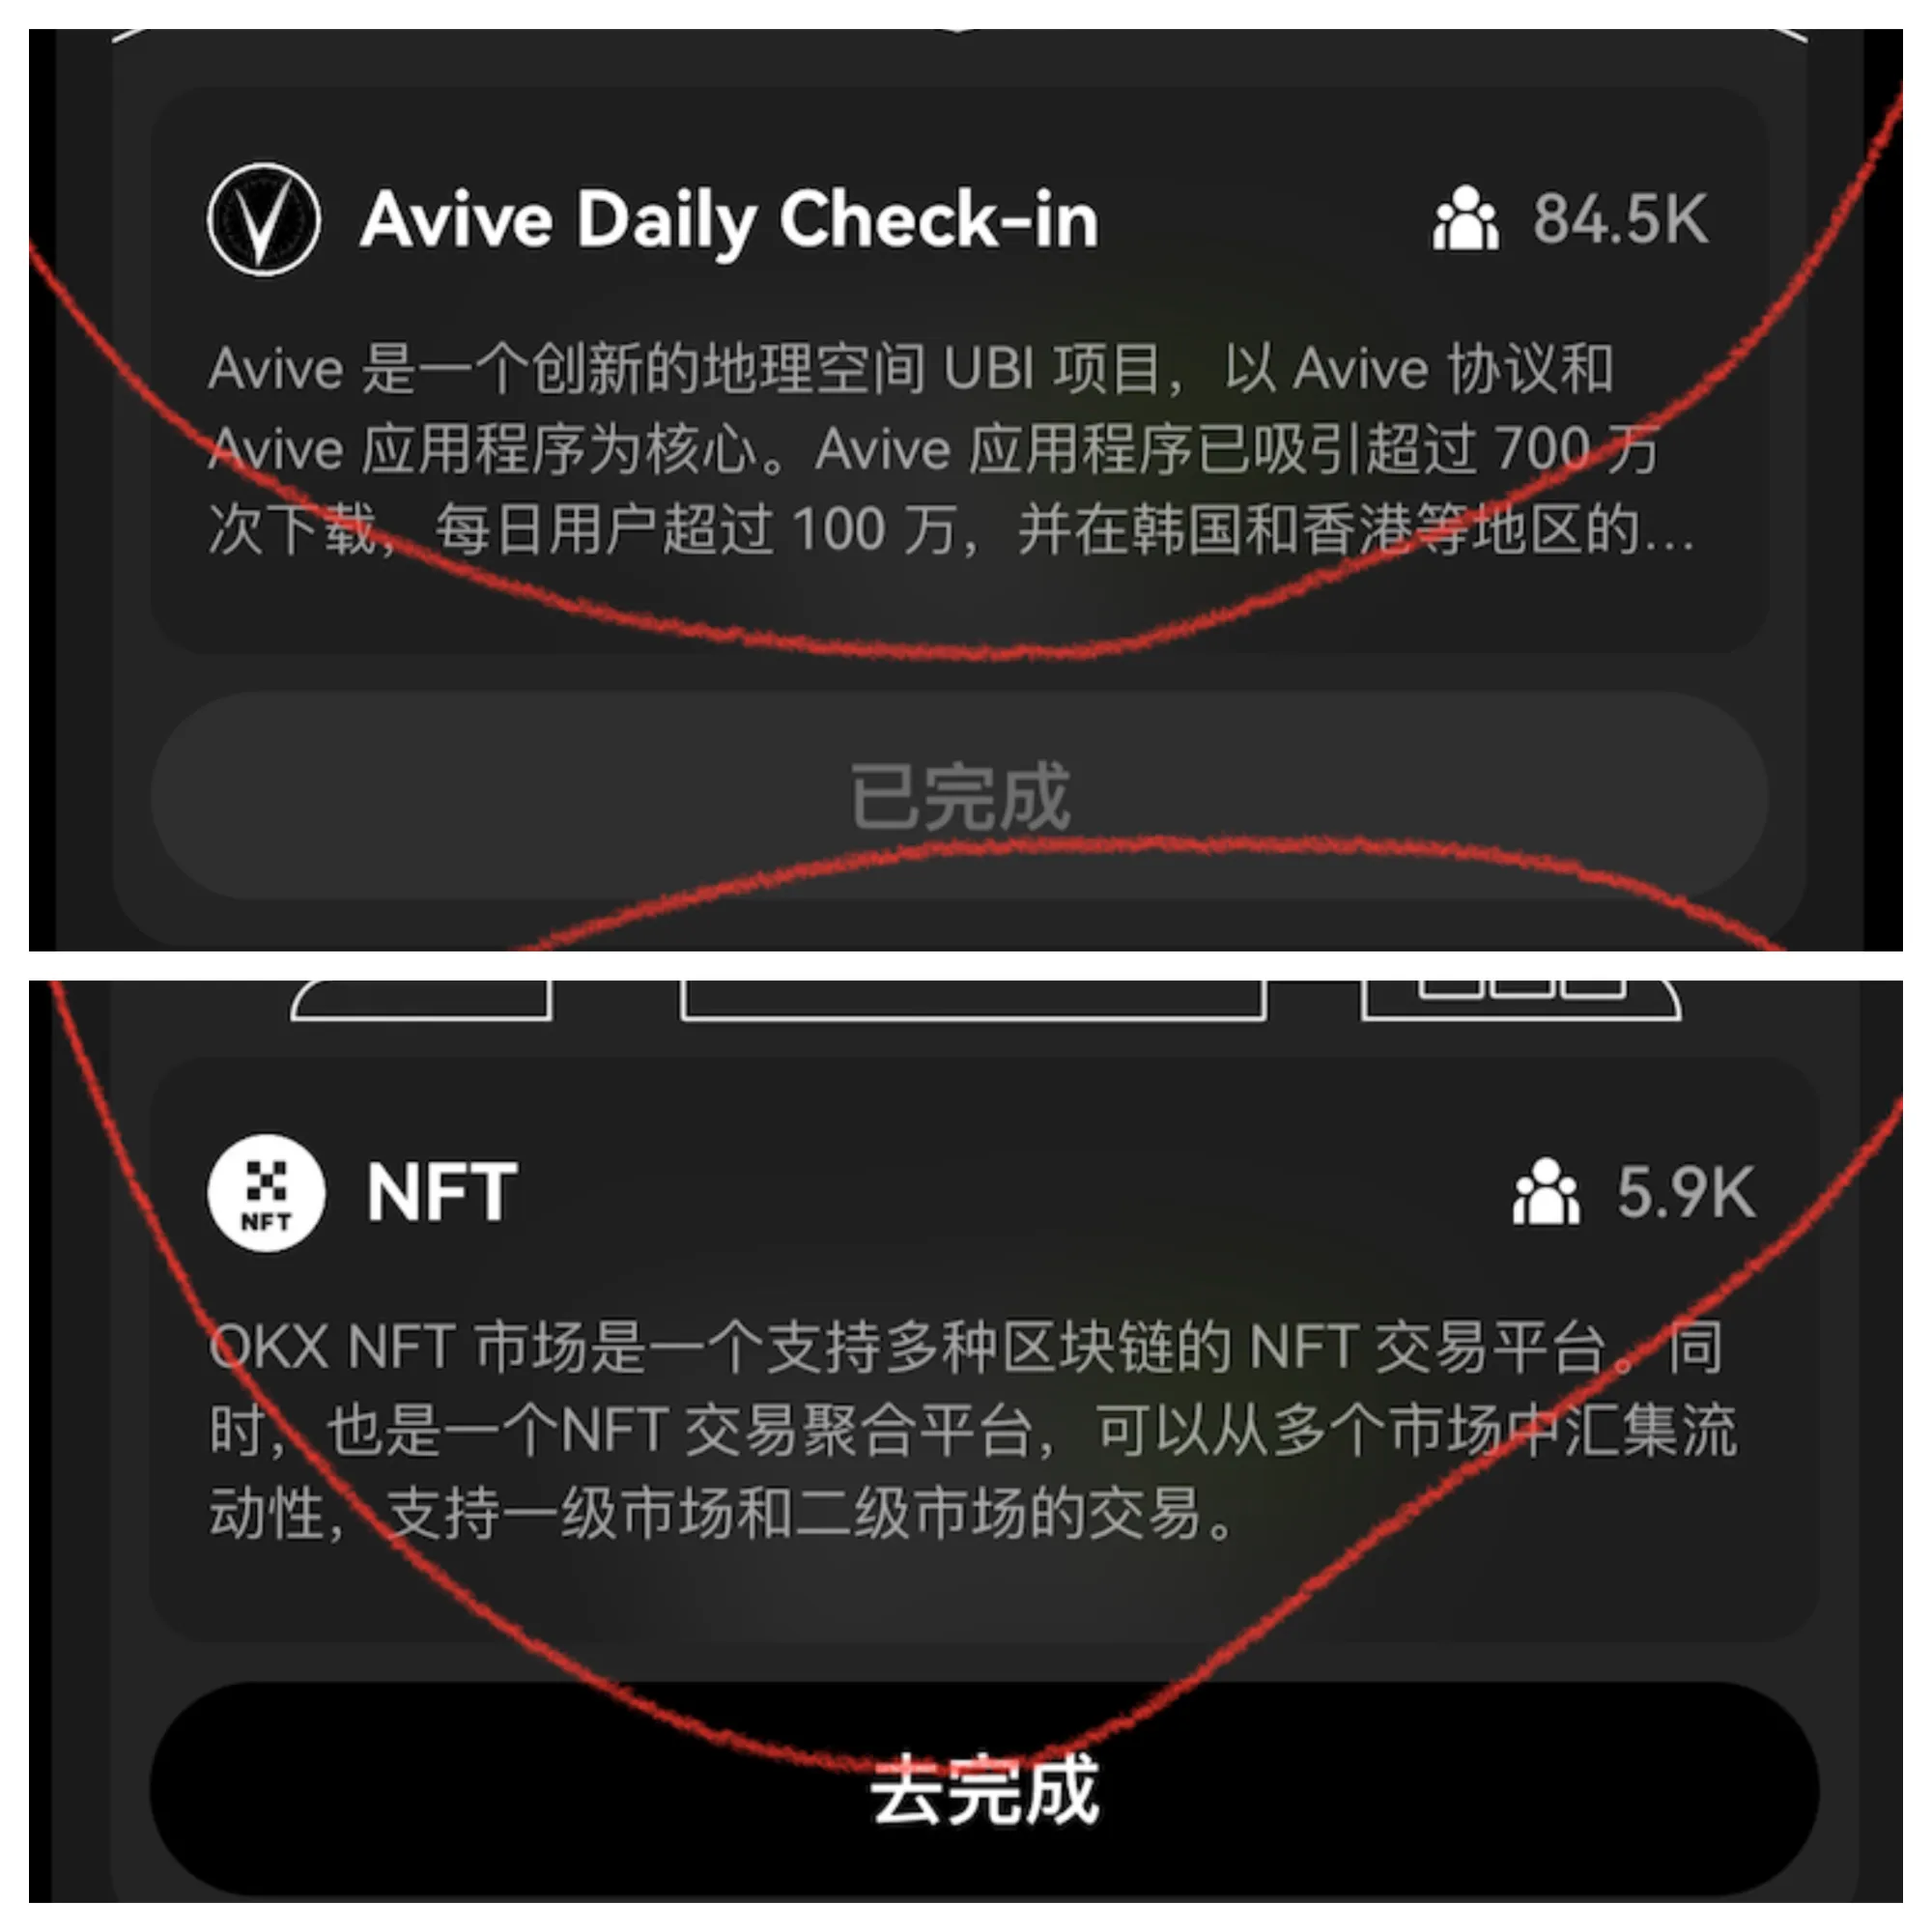 Avive Daily Check-in
84.5K
Avive 是一个创新的地理空间 UBI 项目，以 Avive 协议和
Avive 应用程序为核心。Avive 应用程序已吸引超过 700 万
次下载，每日用户超过 100 万，并在韩国和香港等地区的...
已完成
NFT
NFT
5.9K
OKX NFT 市场是一个支持多种区块链的 NFT 交易平台。同
时，也是一个NFT 交易聚合平台，可以从多个市场中汇集流
动性，支持一级市场和二级市场的交易。
去完成